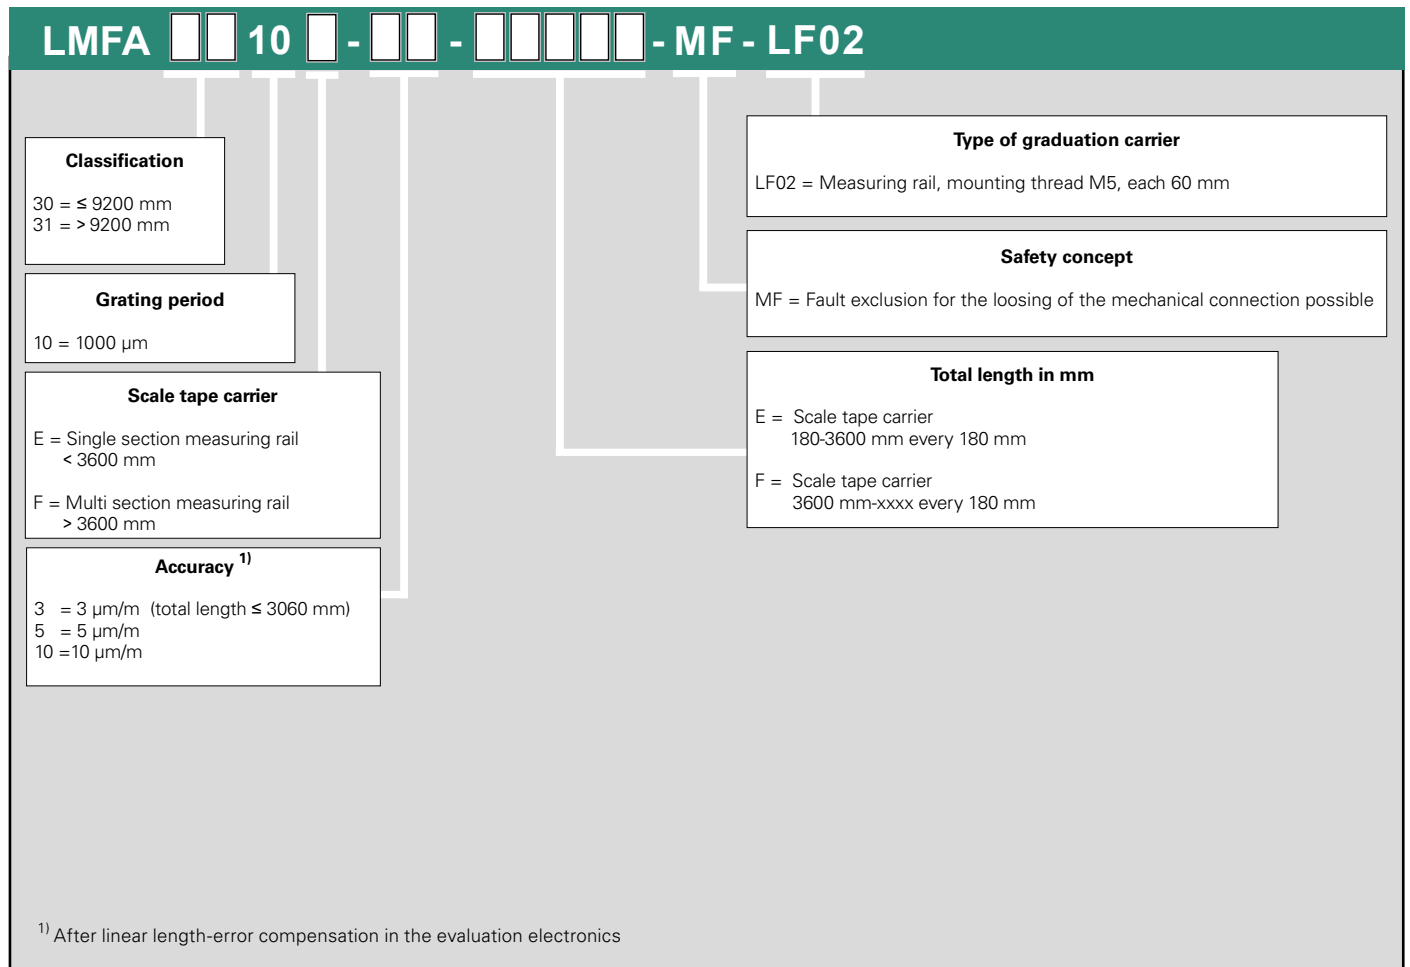 LMFA 10 - - - MF - LF02
Classification
30 = ≤ 9200 mm
31 = > 9200 mm
Grating period
10 = 1000 µm
Scale tape carrier
E = Single section measuring rail
< 3600 mm
F = Multi section measuring rail
> 3600 mm
Accuracy 1)
3 = 3 µm/m (total length ≤ 3060 mm)
5 = 5 µm/m
10 =10 µm/m
Type of graduation carrier
LF02 = Measuring rail, mounting thread M5, each 60 mm
Safety concept
MF = Fault exclusion for the loosing of the mechanical connection possible
Total length in mm
E = Scale tape carrier
180-3600 mm every 180 mm
F = Scale tape carrier
3600 mm-xxxx every 180 mm
1) After linear length-error compensation in the evaluation electronics